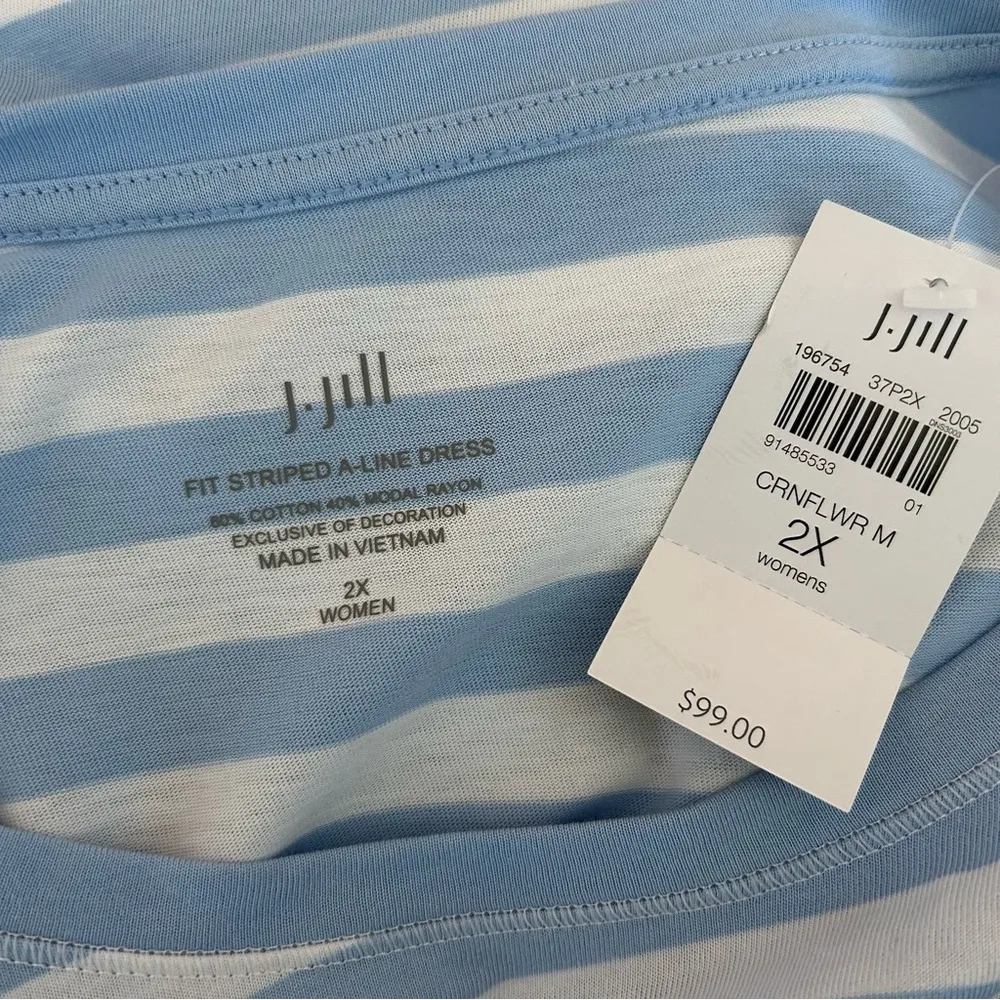 J.Jill
FIT STRIPED A-LINE DRESS
60% COTTON 40% MODAL RAYON
EXCLUSIVE OF DECORATION
MADE IN VIETNAM
2X
WOMEN
J.Jill
196754 37P2X 2005
DNS3003
91485533 01
CRNFLWR M
2X
womens
$99.00